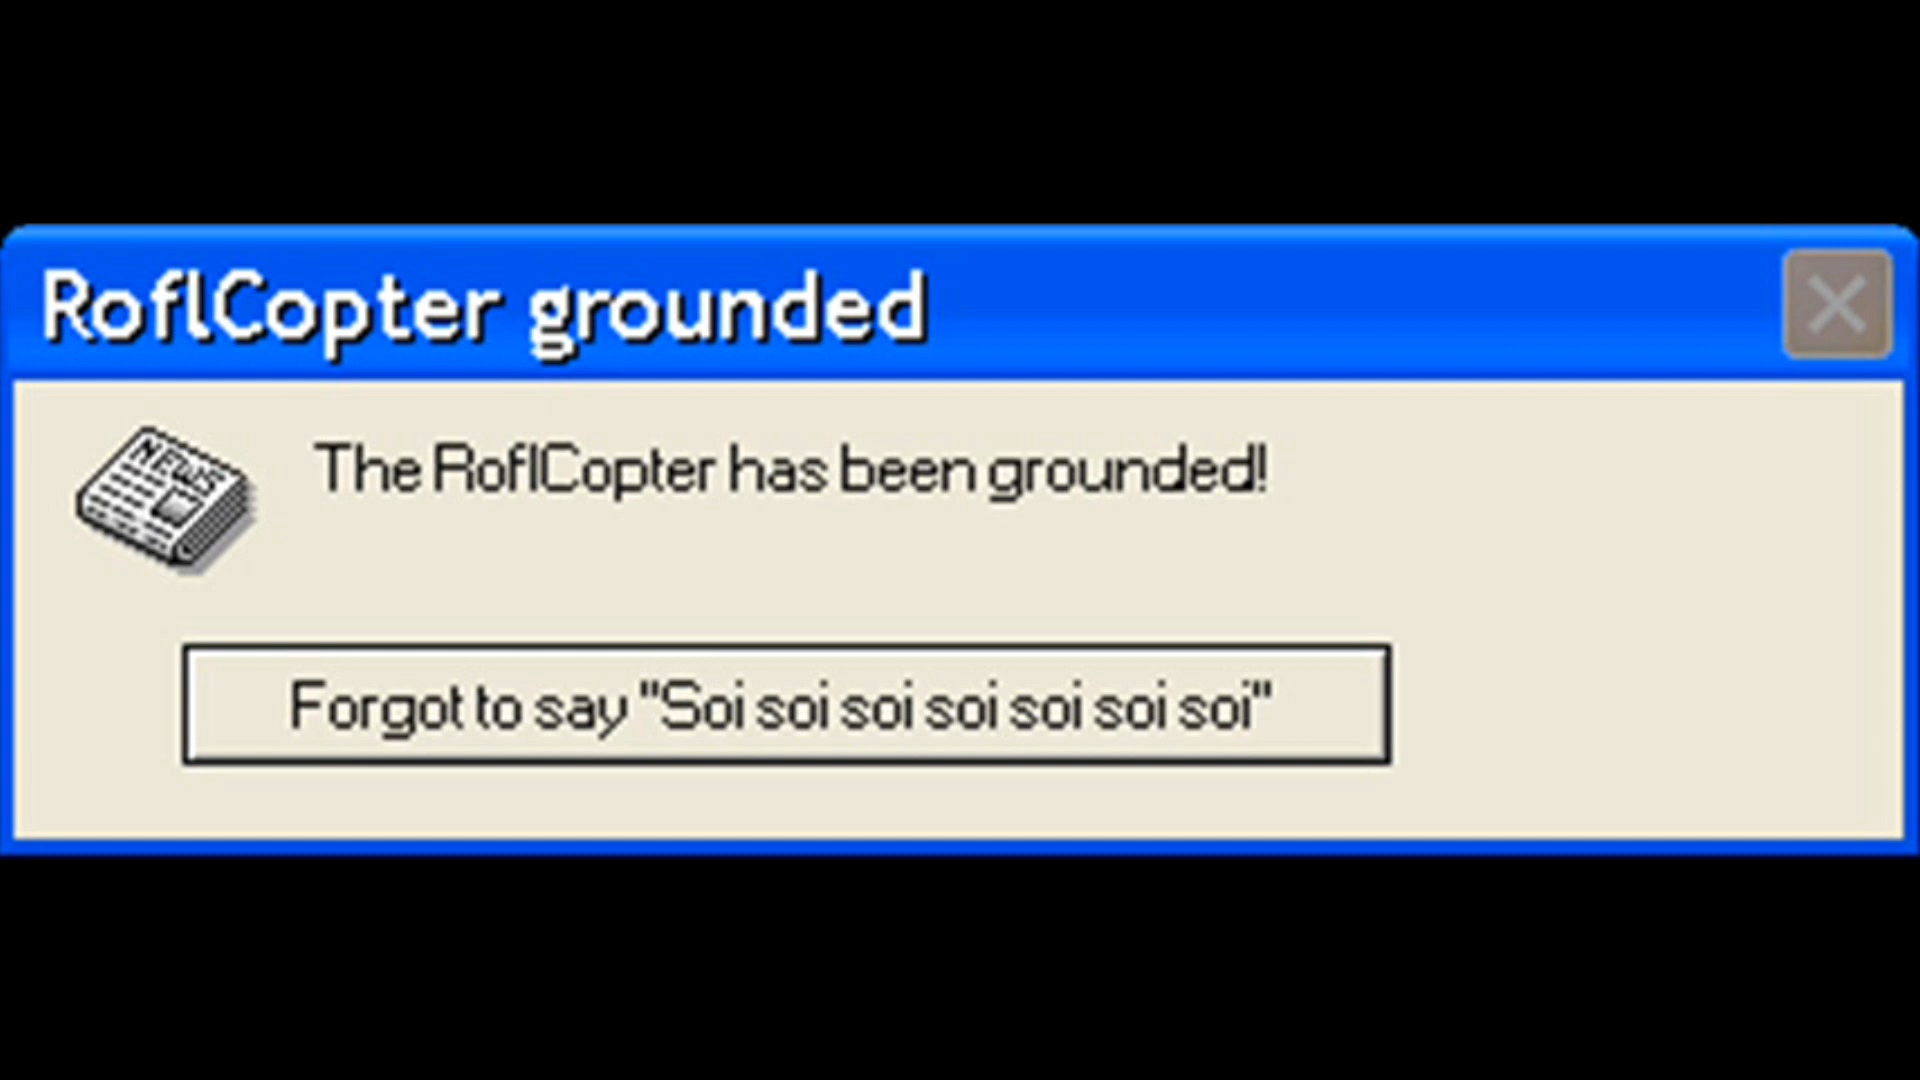 RoflCopter grounded
NEWS
The RoflCopter has been grounded!
Forgot to say "Soi soi soi soi soi soi soi"